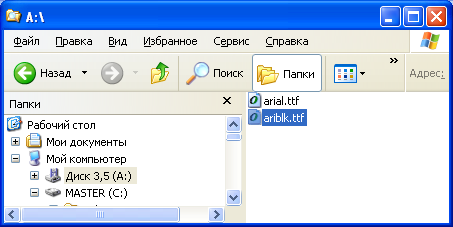 A:\
Файл Правка Вид Избранное Сервис Справка
Назад Поиск Папки » Адрес:
Папки
arial.ttf
ariblk.ttf
Рабочий стол
Мои документы
Мой компьютер
Диск 3,5 (A:)
MASTER (C:)